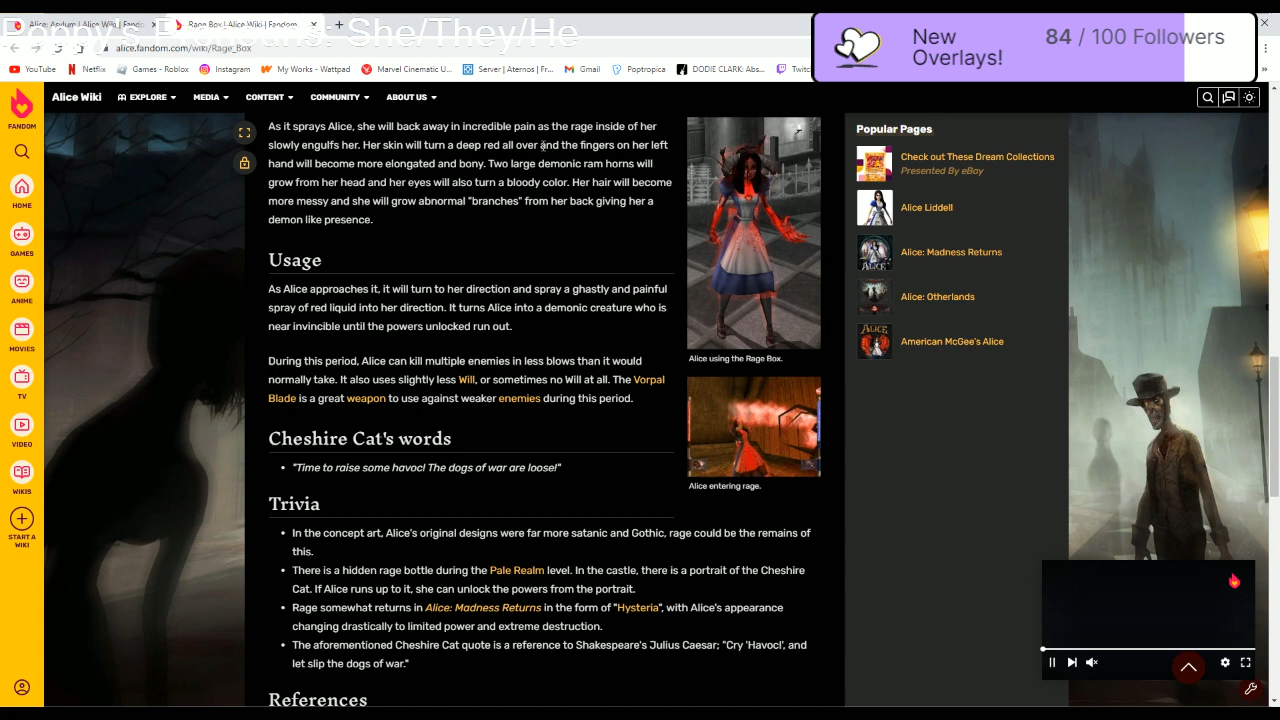 Alice: Asylum | Alice Wiki | Fando
Rage Box | Alice Wiki | Fandom
Poppy's Pronouns: She/They/He
New
Overlays!
84 / 100 Followers
alice.fandom.com/wiki/Rage_Box
YouTube
Netflix
Games - Roblox
Instagram
My Works - Wattpad
Marvel Cinematic U...
Server | Aternos | Fr...
Gmail
Poptropica
DODIE CLARK: Abs...
Twitc
FANDOM
HOME
GAMES
ANIME
MOVIES
TV
VIDEO
WIKIS
START A
WIKI
Alice Wiki
EXPLORE
MEDIA
CONTENT
COMMUNITY
ABOUT US
As it sprays Alice, she will back away in incredible pain as the rage inside of her
slowly engulfs her. Her skin will turn a deep red all over and the fingers on her left
hand will become more elongated and bony. Two large demonic ram horns will
grow from her head and her eyes will also turn a bloody color. Her hair will become
more messy and she will grow abnormal "branches" from her back giving her a
demon like presence.
Usage
As Alice approaches it, it will turn to her direction and spray a ghastly and painful
spray of red liquid into her direction. It turns Alice into a demonic creature who is
near invincible until the powers unlocked run out.
During this period, Alice can kill multiple enemies in less blows than it would
normally take. It also uses slightly less Will, or sometimes no Will at all. The Vorpal
Blade is a great weapon to use against weaker enemies during this period.
Cheshire Cat's words
"Time to raise some havoc! The dogs of war are loose!"
Trivia
In the concept art, Alice's original designs were far more satanic and Gothic, rage could be the remains of
this.
There is a hidden rage bottle during the Pale Realm level. In the castle, there is a portrait of the Cheshire
Cat. If Alice runs up to it, she can unlock the powers from the portrait.
Rage somewhat returns in Alice: Madness Returns in the form of "Hysteria", with Alice's appearance
changing drastically to limited power and extreme destruction.
The aforementioned Cheshire Cat quote is a reference to Shakespeare's Julius Caesar; "Cry 'Havoc!', and
let slip the dogs of war."
References
Alice using the Rage Box.
Alice entering rage.
Popular Pages
Check out These Dream Collections
Presented By eBay
Alice Liddell
Alice: Madness Returns
Alice: Otherlands
American McGee's Alice